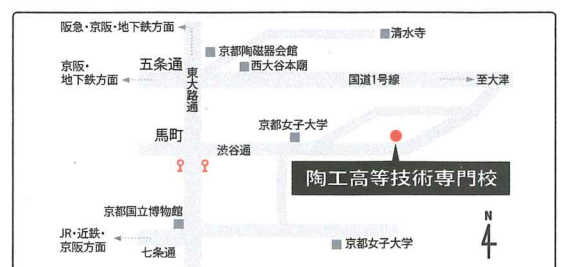 阪急・京阪・地下鉄方面
清水寺
京都陶磁器会館
五条通
西大谷本廟
京阪・
地下鉄方面
東大路通
国道1号線
至大津
馬町
京都女子大学
渋谷通
陶工高等技術専門校
京都国立博物館
N
4
JR・近鉄・
京阪方面
七条通
京都女子大学